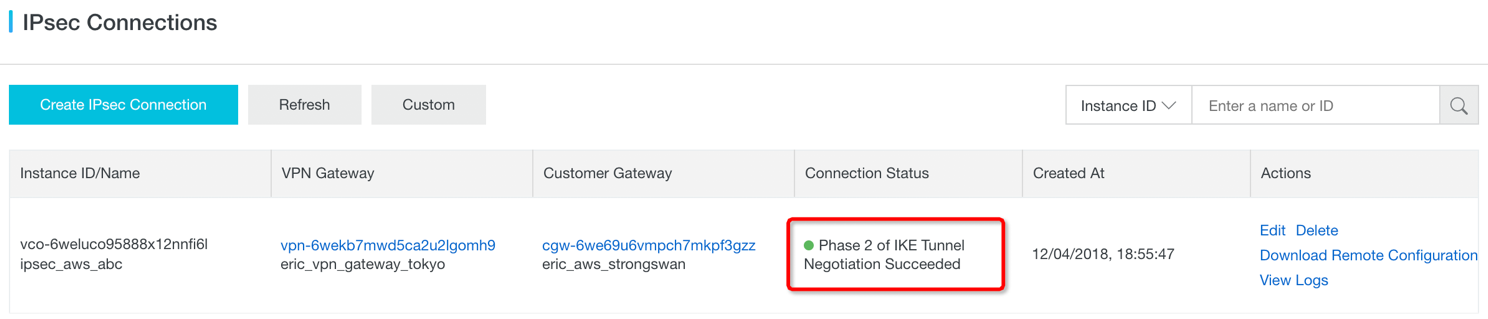 IPsec Connections
Create IPsec Connection Refresh Custom Instance ID Enter a name or ID
Instance ID/Name VPN Gateway Customer Gateway Connection Status Created At Actions
vco-6weluco95888x12nnfi6l vpn-6wekb7mwd5ca2u2lgomh9 cgw-6we69u6vmpch7mkpf3gzz Phase 2 of IKE Tunnel 12/04/2018, 18:55:47 Edit Delete
ipsec_aws_abc eric_vpn_gateway_tokyo eric_aws_strongswan Negotiation Succeeded Download Remote Configuration
View Logs